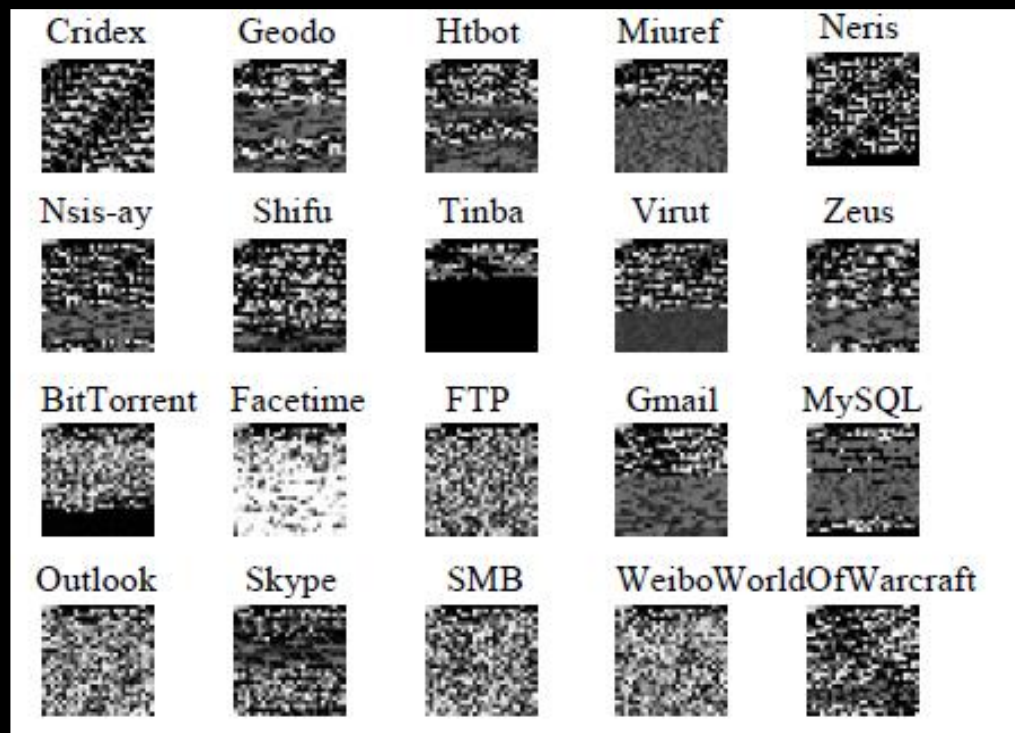 Cridex Geodo Htbot Miuref Neris
Nsis-ay Shifu Tinba Virut Zeus
BitTorrent Facetime FTP Gmail MySQL
Outlook Skype SMB WeiboWorldOfWarcraft